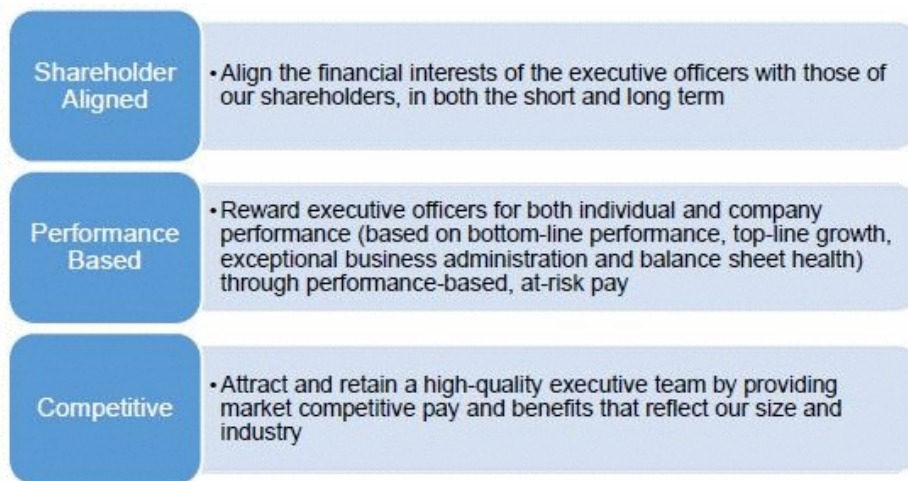 Shareholder
Aligned
•Align the financial interests of the executive officers with those of
our shareholders, in both the short and long term
Performance
Based
•Reward executive officers for both individual and company
performance (based on bottom-line performance, top-line growth,
exceptional business administration and balance sheet health)
through performance-based, at-risk pay
Competitive
•Attract and retain a high-quality executive team by providing
market competitive pay and benefits that reflect our size and
industry